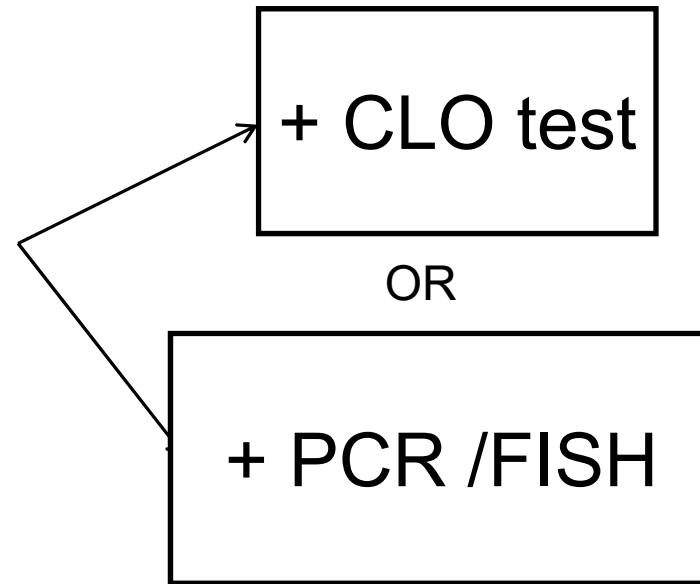 + CLO test
OR
+ PCR /FISH